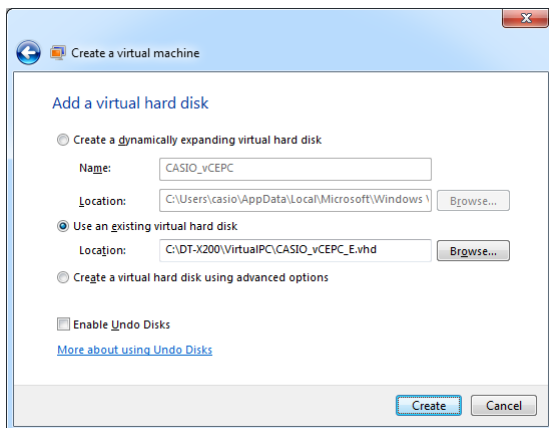 Create a virtual machine
Add a virtual hard disk
Create a dynamically expanding virtual hard disk
Name: CASIO_vCEPC
Location: C:\Users\casio\AppData\Local\Microsoft\Windows Browse...
Use an existing virtual hard disk
Location: C:\DT-X200\VirtualPC\CASIO_vCEPC_E.vhd Browse...
Create a virtual hard disk using advanced options
Enable Undo Disks
More about using Undo Disks
Create Cancel